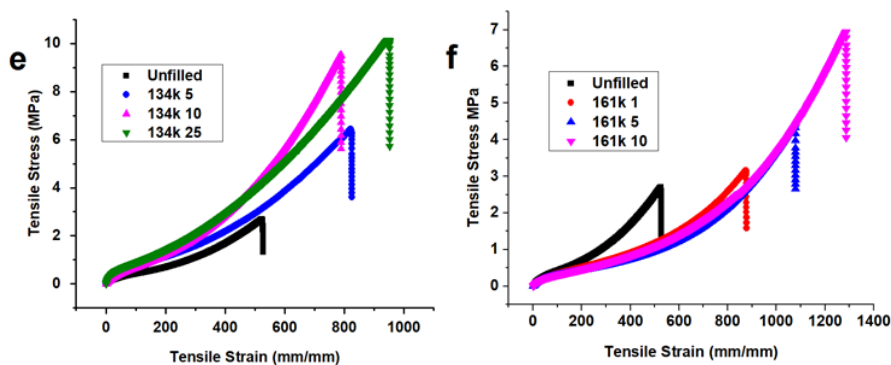 e
Tensile Stress (MPa)
10
8
6
4
2
0
Unfilled
134k 5
134k 10
134k 25
0 200 400 600 800 1000
Tensile Strain (mm/mm)
f
Tensile Stress MPa
7
6
5
4
3
2
1
0
Unfilled
161k 1
161k 5
161k 10
0 200 400 600 800 1000 1200 1400
Tensile Strain (mm/mm)